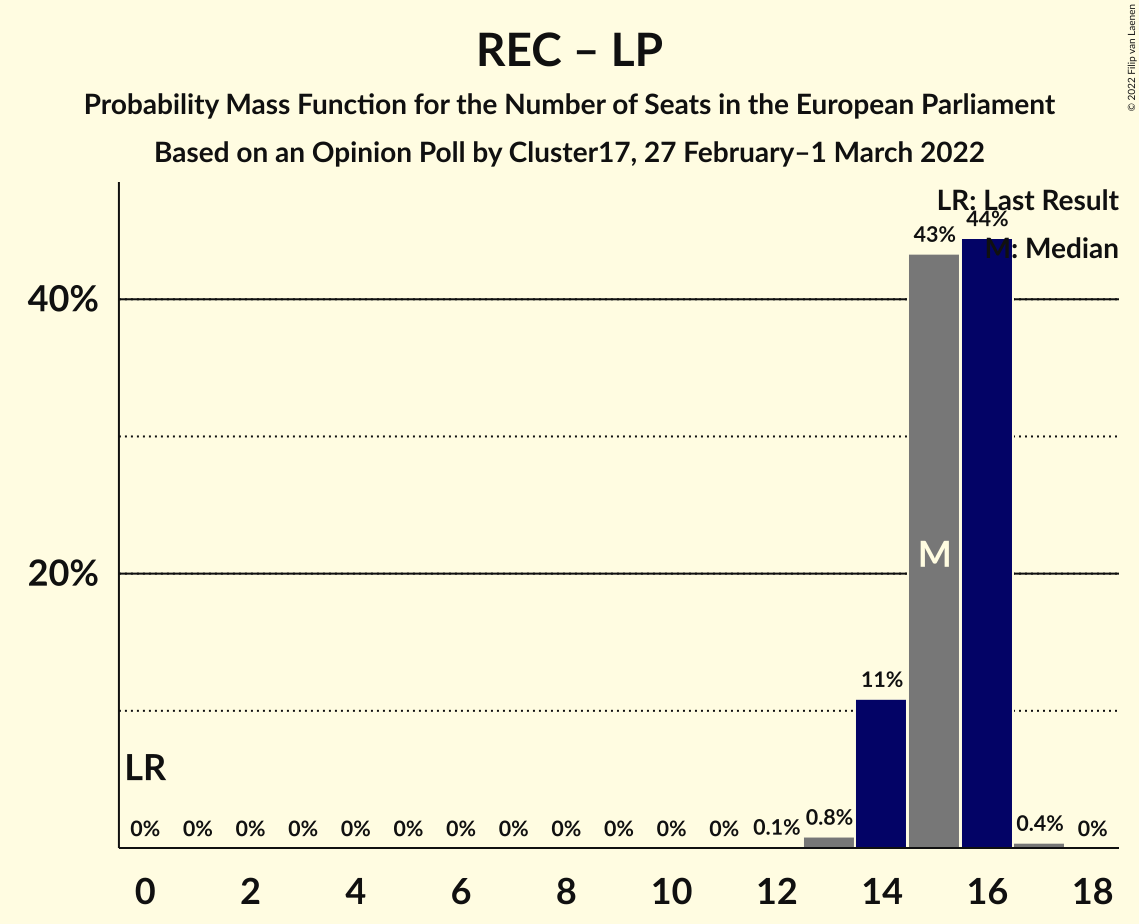 REC – LP
Probability Mass Function for the Number of Seats in the European Parliament
Based on an Opinion Poll by Cluster17, 27 February–1 March 2022
© 2022 Filip van Laenen
LR: Last Result
M: Median
40%
20%
LR
M
0% 0% 0% 0% 0% 0% 0% 0% 0% 0% 0% 0% 0.1% 0.8% 11% 43% 44% 0.4% 0%
0 2 4 6 8 10 12 14 16 18